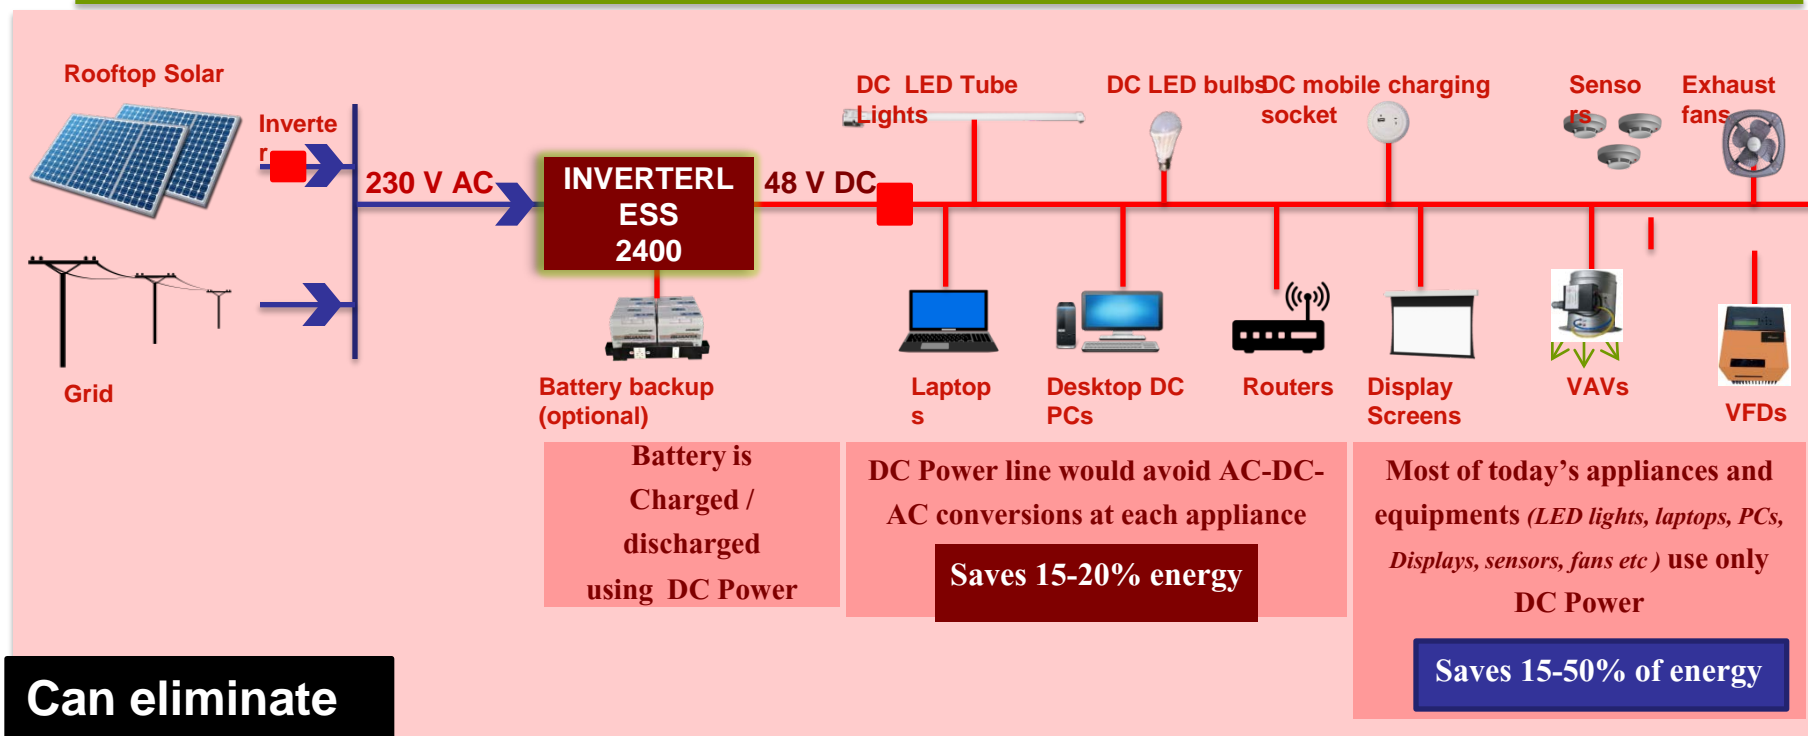 Rooftop Solar
Inverte
r
230 V AC
INVERTERL
ESS
2400
48 V DC
DC LED Tube
Lights
DC LED bulbs
DC mobile charging
socket
Senso
rs
Exhaust
fans
Grid
Battery backup
(optional)
Laptop
s
Desktop DC
PCs
Routers
Display
Screens
VAVs
VFDs
Battery is
Charged /
discharged
using DC Power
DC Power line would avoid AC-DC-
AC conversions at each appliance
Saves 15-20% energy
Most of today’s appliances and
equipments (LED lights, laptops, PCs,
Displays, sensors, fans etc ) use only
DC Power
Saves 15-50% of energy
Can eliminate